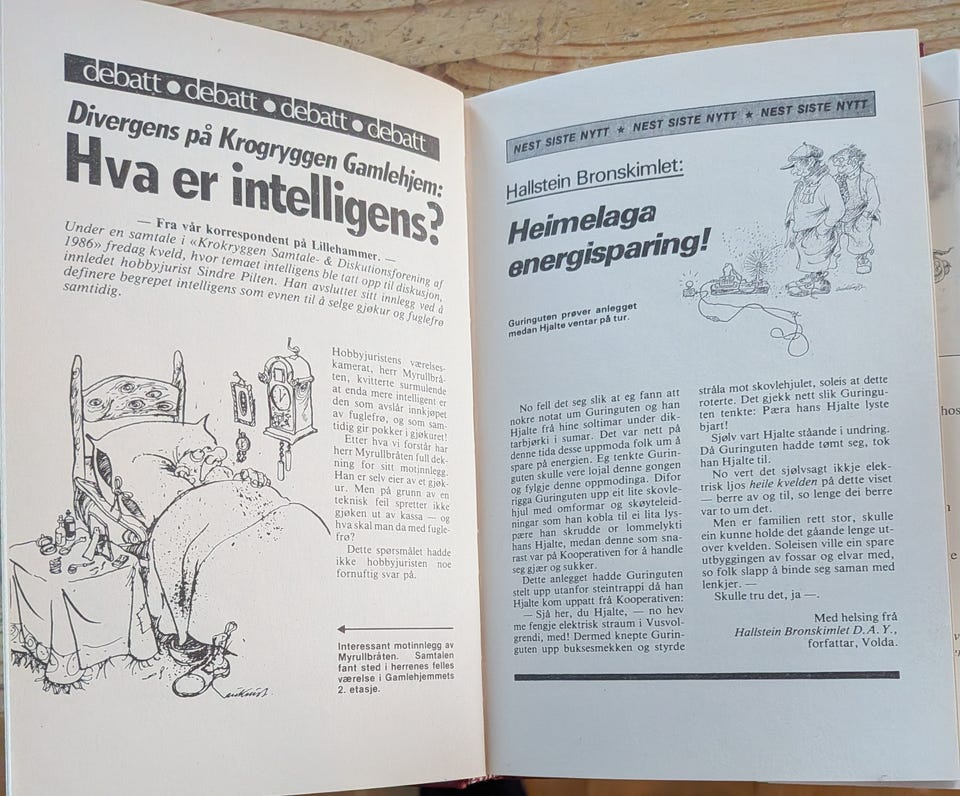 debatt ● debatt ● debatt ● debatt
Divergens på Krogryggen Gamlehjem:
Hva er intelligens?
— Fra vår korrespondent på Lillehammer. —
Under en samtale i «Krokryggen Samtale- & Diskutionsforening af
1986» fredag kveld, hvor temaet intelligens ble tatt opp til diskusjon,
innledet hobbyjurist Sindre Pilten. Han avsluttet sitt innlegg ved å
definere begrepet intelligens som evnen til å selge gjøkur og fuglefrø
samtidig.
Hobbyjuristens værelses-
kamerat, herr Myrullbrå-
ten, kvitterte surmulende
at enda mere intelligent er
den som avslår innkjøpet
av fuglefrø, og som sam-
tidig gir pokker i gjøkuret!
Etter hva vi forstår har
herr Myrullbråten full dek-
ning for sitt motinnlegg.
Han er selv eier av et gjøk-
ur. Men på grunn av en
teknisk feil spretter ikke
gjøken ut av kassa — og
hva skal man da med fugle-
frø?
Dette spørsmålet hadde
ikke hobbyjuristen noe
fornuftig svar på.
Interessant motinnlegg av
Myrullbråten. Samtalen
fant sted i herrenes felles
værelse i Gamlehjemmets
2. etasje.
NEST SISTE NYTT ★ NEST SISTE NYTT ★ NEST SISTE NYTT
Hallstein Bronskimlet:
Heimelaga
energisparing!
Guringuten prøver anlegget
medan Hjalte ventar på tur.
No fell det seg slik at eg fann att
nokre notat um Guringuten og han
Hjalte frå hine soltimar under dik-
tarbjørki i sumar. Det var nett på
denne tida desse uppmoda folk um å
spare på energien. Eg tenkte Gurin-
guten skulle vere lojal denne gongen
og fylgje denne oppmodinga. Difor
rigga Guringuten upp eit lite skovle-
hjul med omformar og skøyteleid-
ningar som han kobla til ei lita lys-
pære han skrudde or lommelykti
hans Hjalte, medan denne som sna-
rast var på Kooperativen for å handle
seg gjær og sukker.
Dette anlegget hadde Guringuten
stelt upp utanfor steintrappi då han
Hjalte kom uppatt frå Kooperativen:
— Sjå her, du Hjalte, — no hev
me fengje elektrisk straum i Vusvol-
grendi, med! Dermed knepte Gurin-
guten upp buksesmekken og styrde
stråla mot skovlehjulet, soleis at dette
roterte. Det gjekk nett slik Guringu-
ten tenkte: Pæra hans Hjalte lyste
bjart!
Sjølv vart Hjalte ståande i undring.
Då Guringuten hadde tømt seg, tok
han Hjalte til.
No vert det sjølvsagt ikkje elek-
trisk ljos heile kvelden på dette viset
— berre av og til, so lenge dei berre
var to um det.
Men er familien rett stor, skulle
ein kunne holde det gåande lenge ut-
over kvelden. Soleisen ville ein spare
utbyggingen av fossar og elvar med,
so folk slapp å binde seg saman med
lenkjer. —
Skulle tru det, ja —.
Med helsing frå
Hallstein Bronskimlet D.A.Y.,
forfattar, Volda.